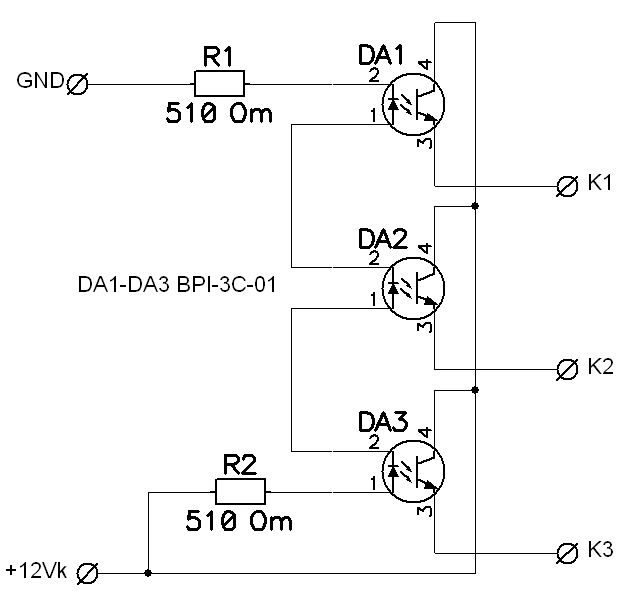 R1
DA1
2
4
GND
510 Om
1
3
K1
DA2
2
4
DA1-DA3 BPI-3C-01
1
3
K2
DA3
2
4
R2
1
510 Om
3
K3
+12Vk